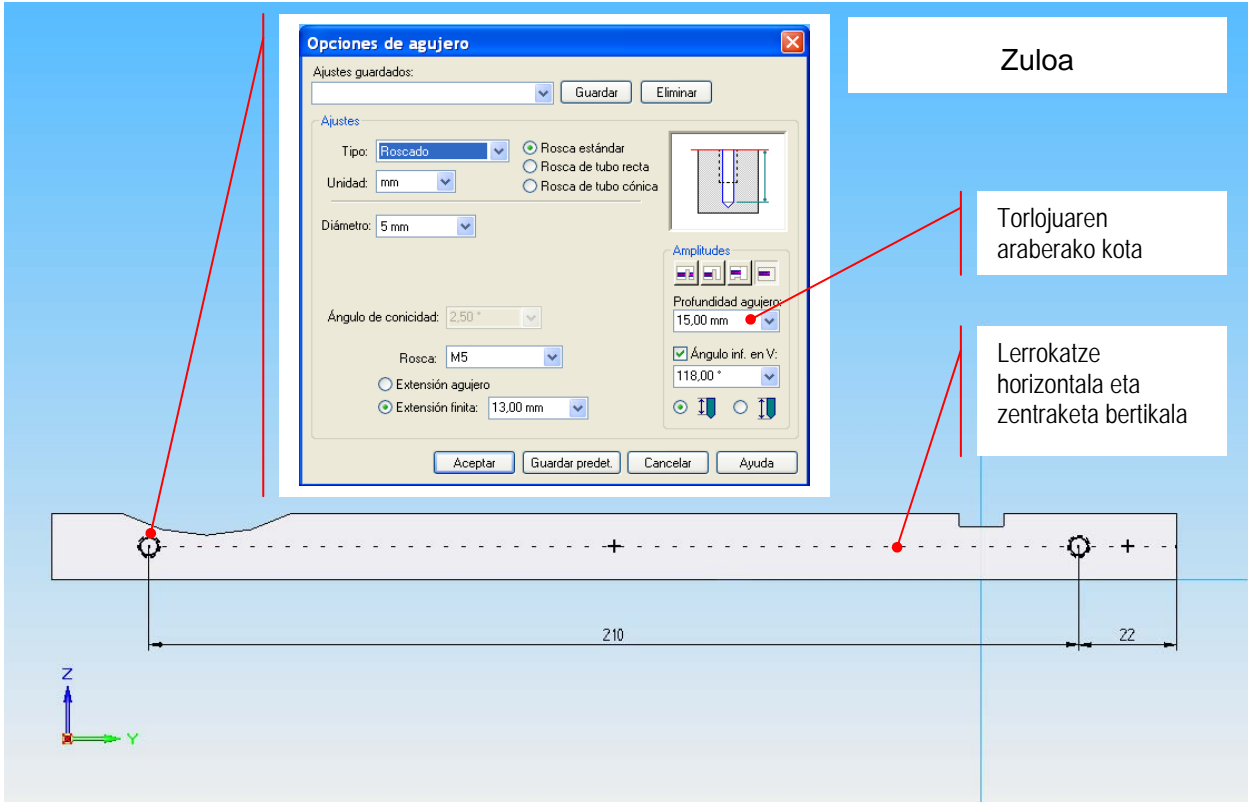 Opciones de agujero
Zuloa
Ajustes guardados:
Guardar
Eliminar
Ajustes
Tipo: Roscado
Rosca estándar
Rosca de tubo recta
Unidad: mm
Rosca de tubo cónica
Diámetro: 5 mm
Torlojuaren
araberako kota
Amplitudes
Profundidad agujero:
15,00 mm
Ángulo de conicidad: 2,50 °
Rosca: M5
Ángulo inf. en V:
118,00 °
Extensión agujero
Extensión finita: 13,00 mm
Lerrokatze
horizontala eta
zentraketa bertikala
Aceptar
Guardar predet.
Cancelar
Ayuda
210
22
Z
Y